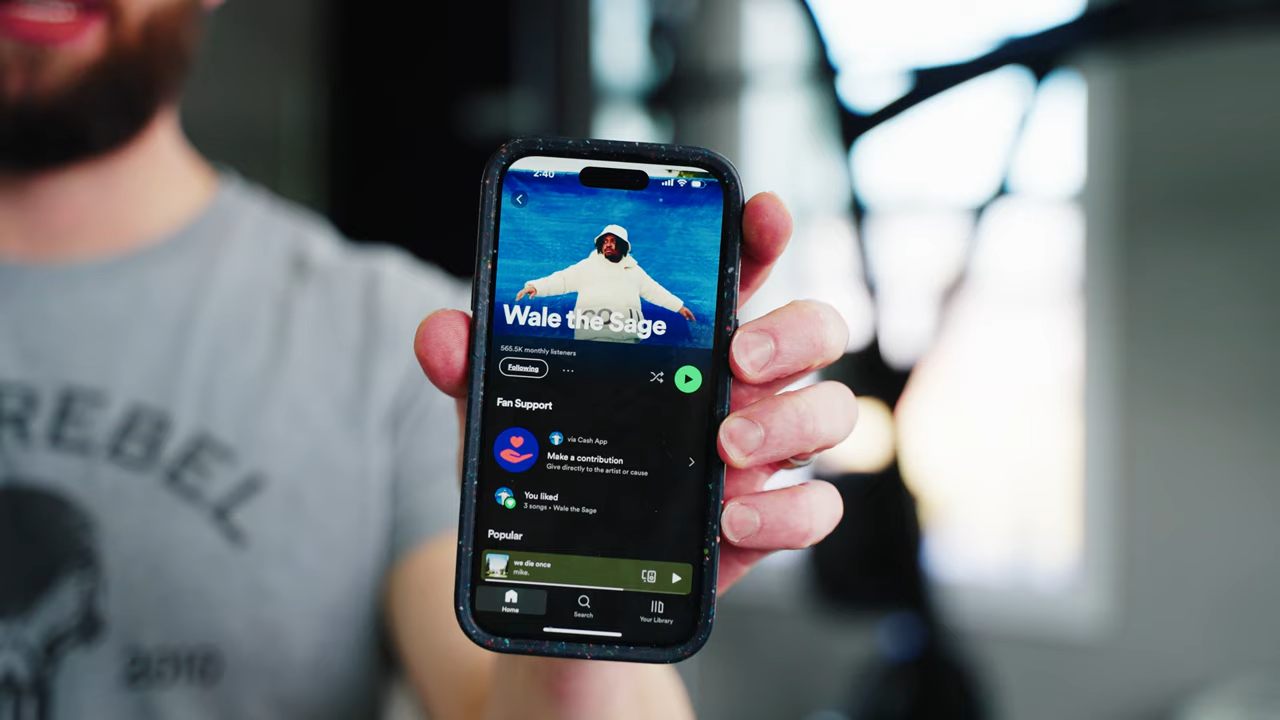 2:40
Wale the Sage
565.5K monthly listeners
Following
Fan Support
via Cash App
Make a contribution
Give directly to the artist or cause
You liked
3 songs • Wale the Sage
Popular
we die once
mike.
Home
Search
Your Library
REBEL
2010